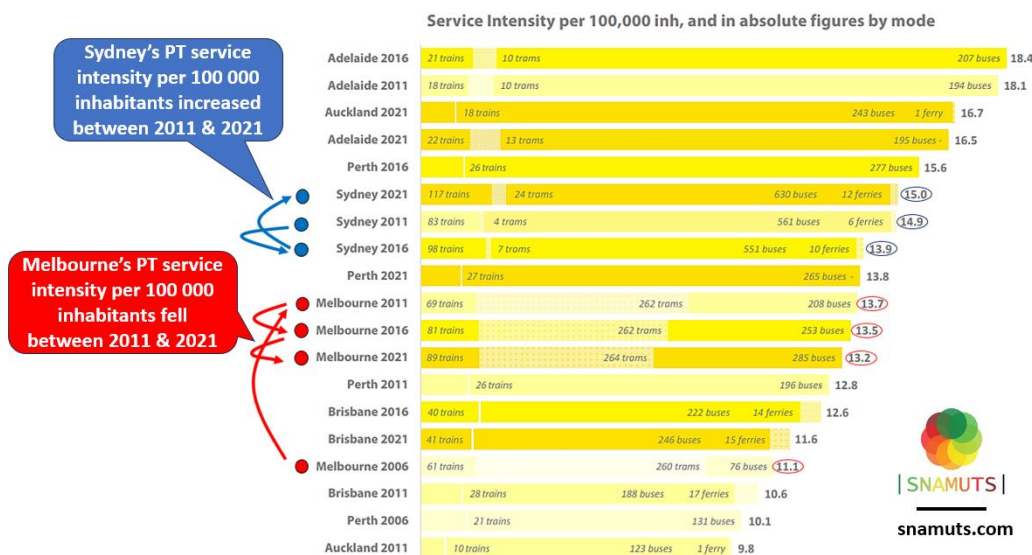 Service Intensity per 100,000 inh, and in absolute figures by mode
Sydney's PT service
intensity per 100 000
inhabitants increased
between 2011 & 2021
Melbourne's PT service
intensity per 100 000
inhabitants fell
between 2011 & 2021
Adelaide 2016 21 trains 10 trams 207 buses 18.4
Adelaide 2011 18 trains 10 trams 194 buses 18.1
Auckland 2021 18 trains 243 buses 1 ferry 16.7
Adelaide 2021 22 trains 13 trams 195 buses - 16.5
Perth 2016 26 trains 277 buses 15.6
Sydney 2021 117 trains 24 trams 630 buses 12 ferries 15.0
Sydney 2011 83 trains 4 trams 561 buses 6 ferries 14.9
Sydney 2016 98 trains 7 trams 551 buses 10 ferries 13.9
Perth 2021 27 trains 265 buses - 13.8
Melbourne 2011 69 trains 262 trams 208 buses 13.7
Melbourne 2016 81 trains 262 trams 253 buses 13.5
Melbourne 2021 89 trains 264 trams 285 buses 13.2
Perth 2011 26 trains 196 buses 12.8
Brisbane 2016 40 trains 222 buses 14 ferries 12.6
Brisbane 2021 41 trains 246 buses 15 ferries 11.6
Melbourne 2006 61 trains 260 trams 76 buses 11.1
Brisbane 2011 28 trains 188 buses 17 ferries 10.6
Perth 2006 21 trains 131 buses 10.1
Auckland 2011 10 trains 123 buses 1 ferry 9.8
| SNAMUTS |
snamuts.com